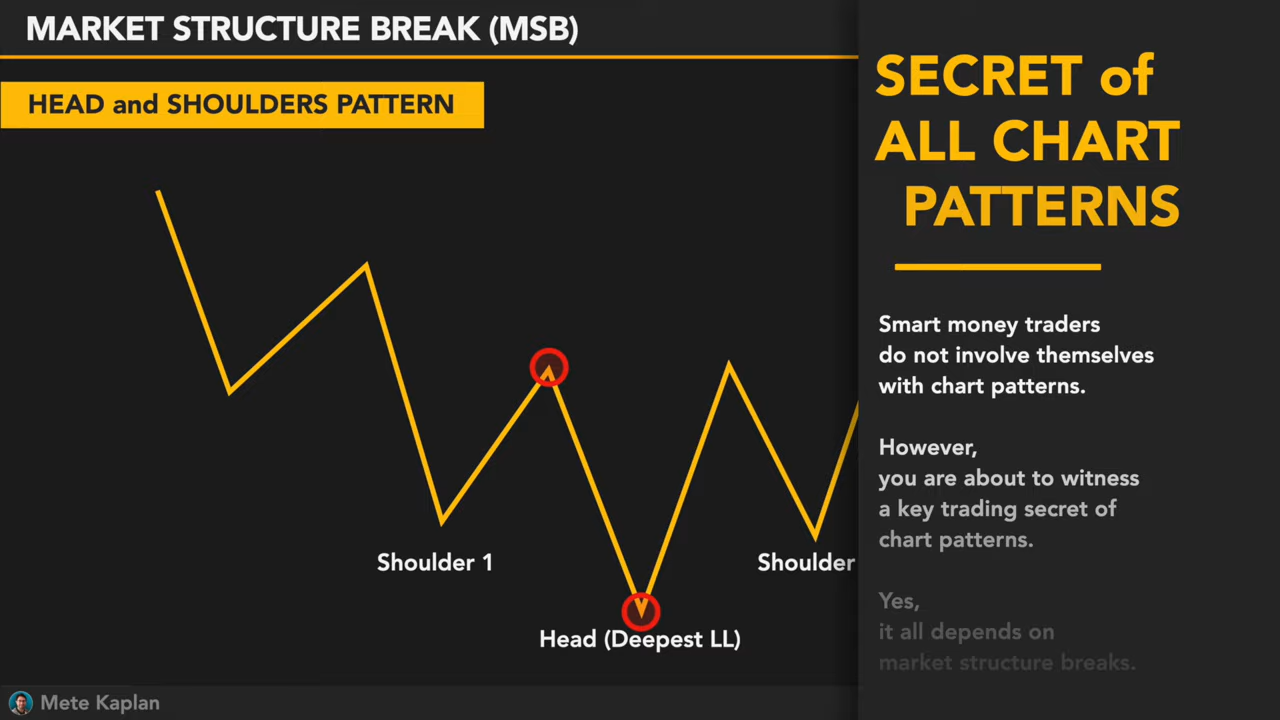 MARKET STRUCTURE BREAK (MSB)
HEAD and SHOULDERS PATTERN
Shoulder 1
Head (Deepest LL)
Shoulder
Mete Kaplan
SECRET of
ALL CHART
PATTERNS
Smart money traders
do not involve themselves
with chart patterns.
However,
you are about to witness
a key trading secret of
chart patterns.
Yes,
it all depends on
market structure breaks.